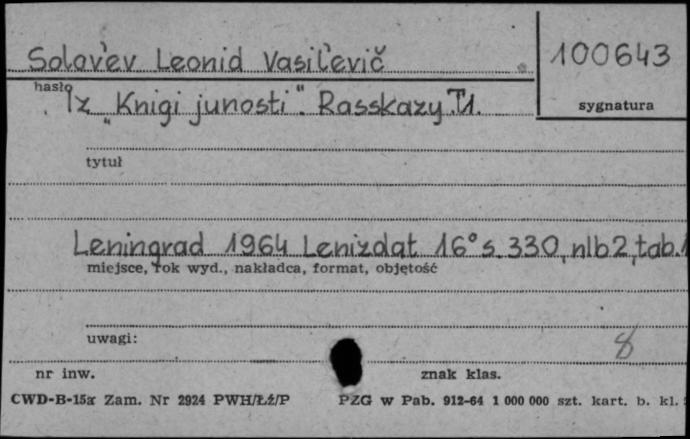 Solov'ev Leonid Vasil'evič
100643
hasło
sygnatura
Iz „Knigi junosti". Rasskazy T1.
tytuł
Leningrad 1964 Lenizdat 16° s. 330, nlb2, tab.1
miejsce, rok wyd., nakładca, format, objętość
uwagi:
8
nr inw.
znak klas.
CWD-B-15a Zam. Nr 2924 PWH/Łź/P PZG w Pab. 912-64 1 000 000 szt. kart. b. kl.